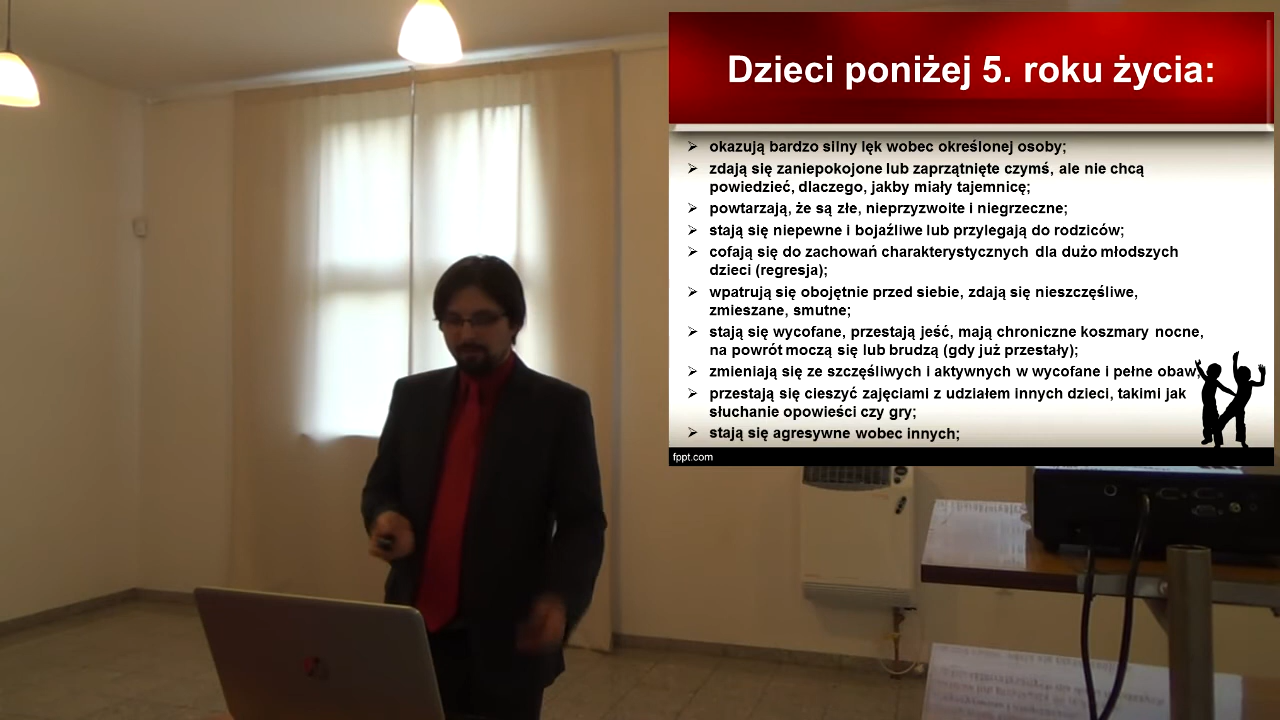 Dzieci poniżej 5. roku życia:
okazują bardzo silny lęk wobec określonej osoby;
zdają się zaniepokojone lub zaprzątnięte czymś, ale nie chcą
powiedzieć, dlaczego, jakby miały tajemnicę;
powtarzają, że są złe, nieprzyzwoite i niegrzeczne;
stają się niepewne i bojaźliwe lub przylegają do rodziców;
cofają się do zachowań charakterystycznych dla dużo młodszych
dzieci (regresja);
wpatrują się obojętnie przed siebie, zdają się nieszczęśliwe,
zmieszane, smutne;
stają się wycofane, przestają jeść, mają chroniczne koszmary nocne,
na powrót moczą się lub brudzą (gdy już przestały);
zmieniają się ze szczęśliwych i aktywnych w wycofane i pełne obaw;
przestają się cieszyć zajęciami z udziałem innych dzieci, takimi jak
słuchanie opowieści czy gry;
stają się agresywne wobec innych;
fppt.com